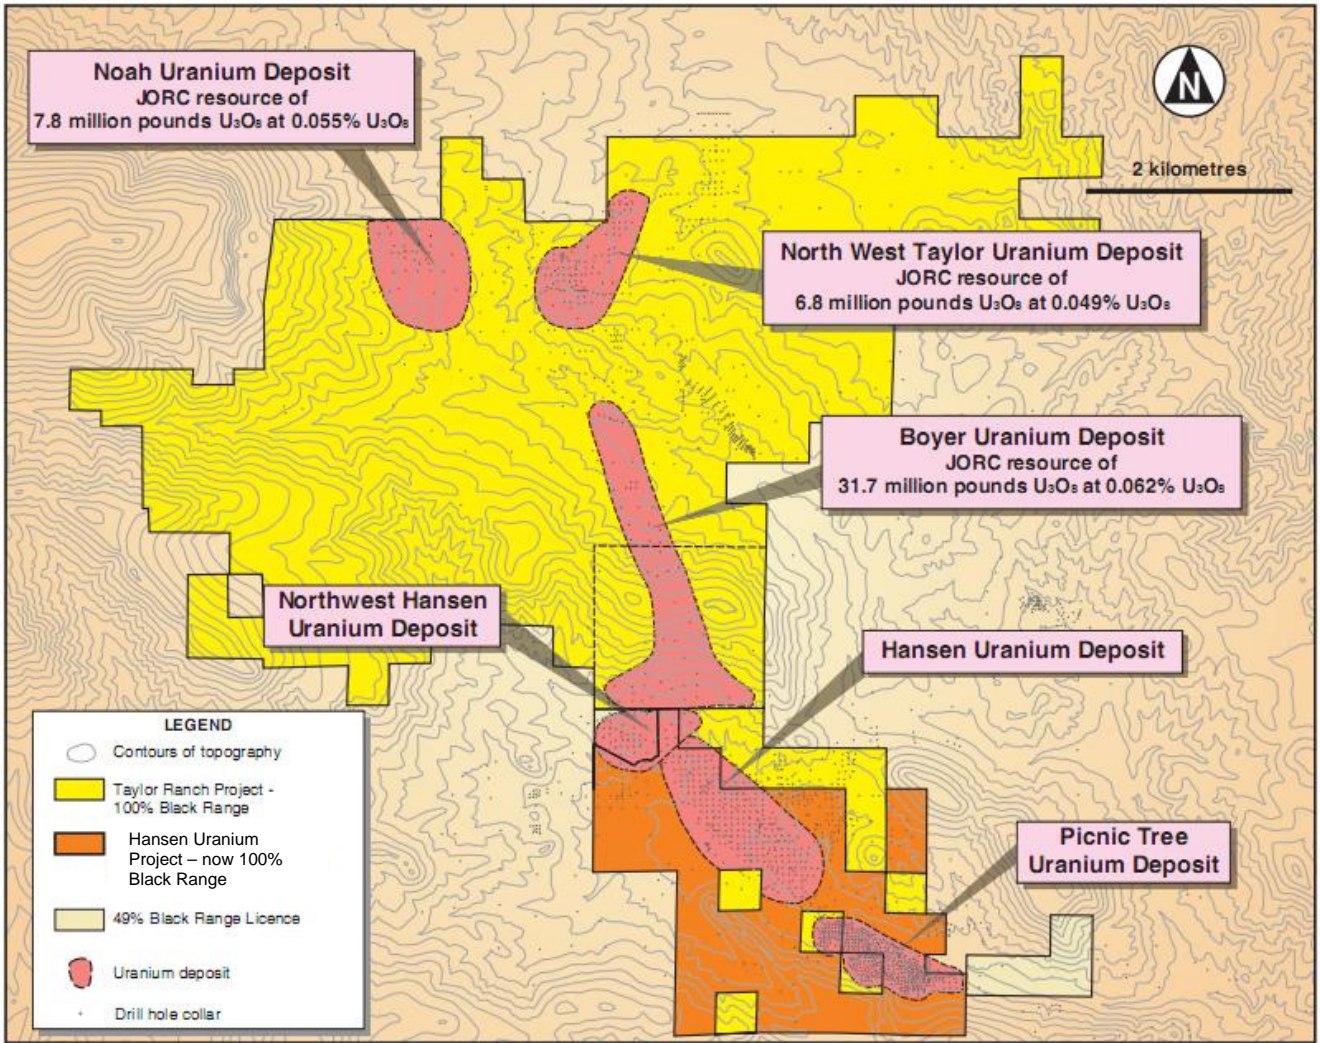 Noah Uranium Deposit
JORC resource of
7.8 million pounds U₃O₈ at 0.055% U₃O₈
N
2 kilometres
North West Taylor Uranium Deposit
JORC resource of
6.8 million pounds U₃O₈ at 0.049% U₃O₈
Boyer Uranium Deposit
JORC resource of
31.7 million pounds U₃O₈ at 0.062% U₃O₈
Northwest Hansen
Uranium Deposit
Hansen Uranium Deposit
Picnic Tree
Uranium Deposit
LEGEND
Contours of topography
Taylor Ranch Project -
100% Black Range
Hansen Uranium
Project – now 100%
Black Range
49% Black Range Licence
Uranium deposit
Drill hole collar